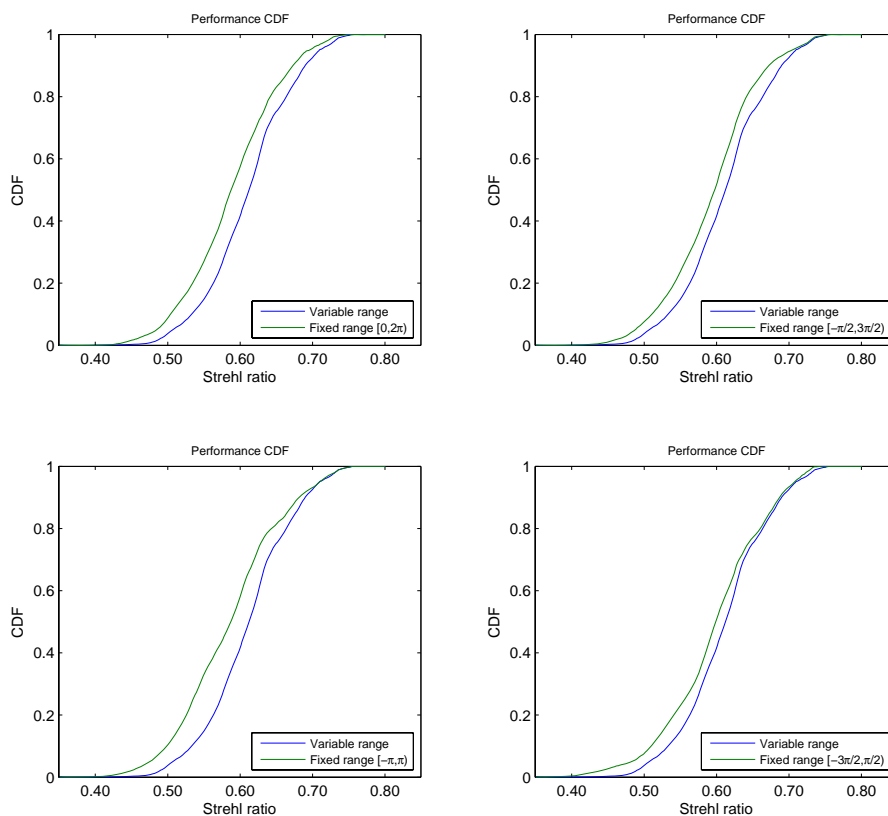 Performance CDF
1
0.8
0.6
0.4
0.2
0
CDF
0.40 0.50 0.60 0.70 0.80
Strehl ratio
Variable range
Fixed range [0,2π)
Performance CDF
1
0.8
0.6
0.4
0.2
0
CDF
0.40 0.50 0.60 0.70 0.80
Strehl ratio
Variable range
Fixed range [−π/2,3π/2)
Performance CDF
1
0.8
0.6
0.4
0.2
0
CDF
0.40 0.50 0.60 0.70 0.80
Strehl ratio
Variable range
Fixed range [−π,π)
Performance CDF
1
0.8
0.6
0.4
0.2
0
CDF
0.40 0.50 0.60 0.70 0.80
Strehl ratio
Variable range
Fixed range [−3π/2,π/2)